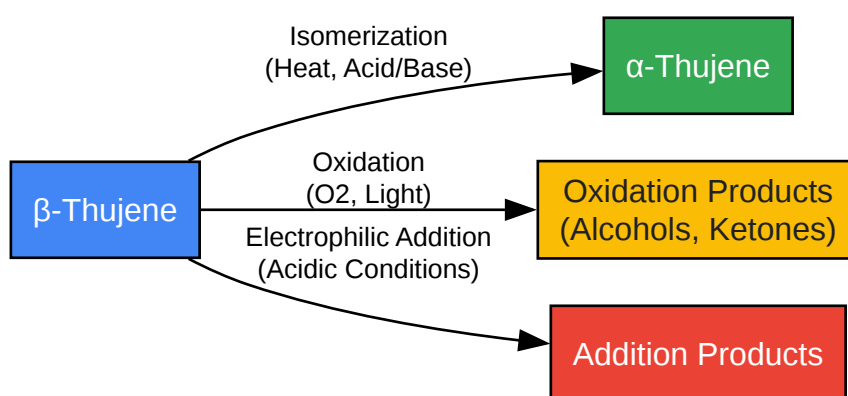 Isomerization
(Heat, Acid/Base)
α-Thujene
β-Thujene
Oxidation
(O2, Light)
Oxidation Products
(Alcohols, Ketones)
Electrophilic Addition
(Acidic Conditions)
Addition Products